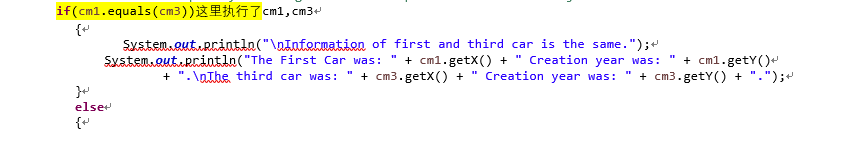 if(cm1.equals(cm3))这里执行了cm1,cm3
{
System.out.println("\nInformation of first and third car is the same.");
System.out.println("The First Car was: " + cm1.getX() + " Creation year was: " + cm1.getY()
+ ".\nThe third car was: " + cm3.getX() + " Creation year was: " + cm3.getY() + ".");
}
else
{